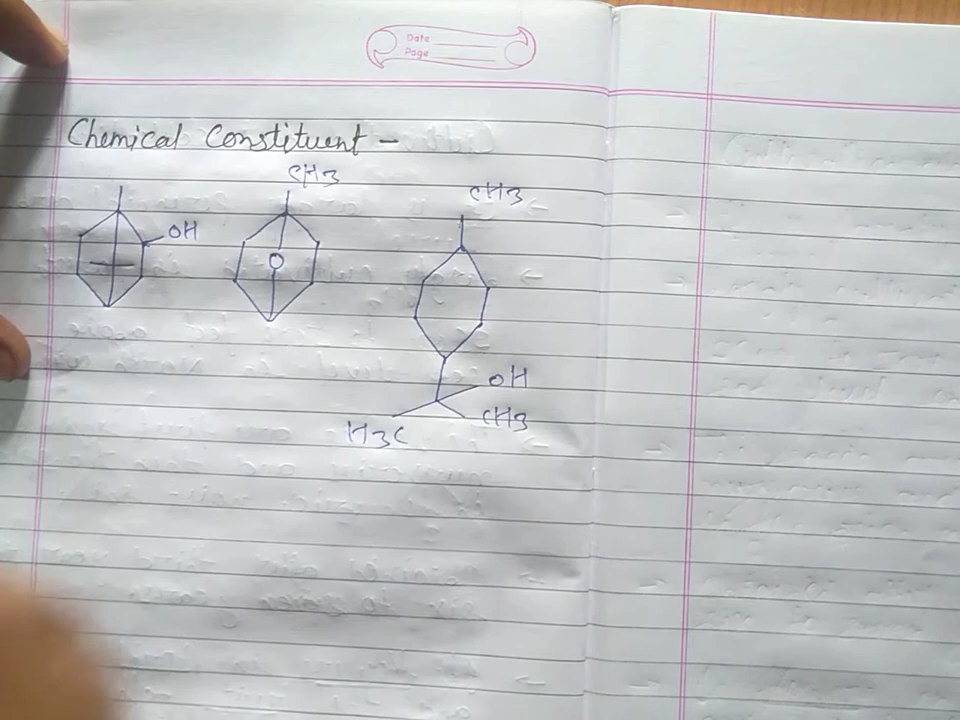 Date
Page
Chemical Constituent -
CH3
CH3
OH
O
OH
CH3
H3C